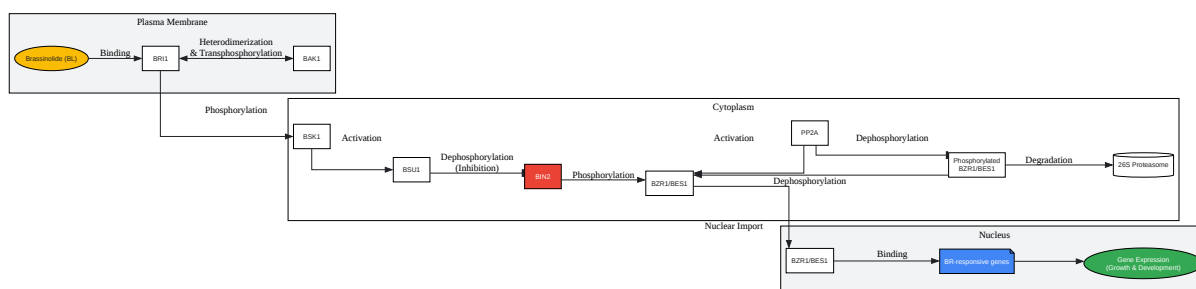 Plasma Membrane
Brassinolide (BL)
Binding
BRI1
Heterodimerization
& Transphosphorylation
BAK1
Phosphorylation
Cytoplasm
BSK1
Activation
BSU1
Dephosphorylation
(Inhibition)
BIN2
Phosphorylation
BZR1/BES1
Activation
PP2A
Dephosphorylation
Dephosphorylation
Phosphorylated
BZR1/BES1
Degradation
26S Proteasome
Nuclear Import
Nucleus
BZR1/BES1
Binding
BR-responsive genes
Gene Expression
(Growth & Development)